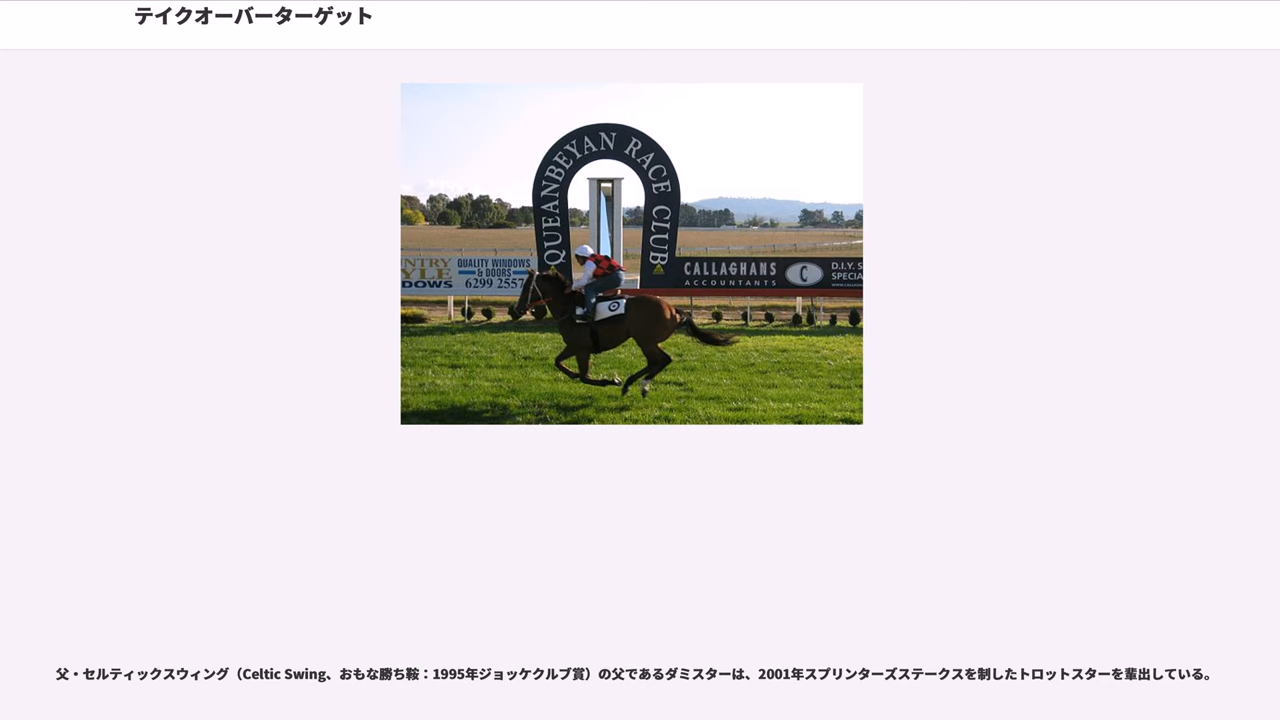 テイクオーバーターゲット
QUEANBEYAN RACE CLUB
NTRY
YLE
DOWS
QUALITY WINDOWS
& DOORS
6299 2557
CALLAGHANS
ACCOUNTANTS
C
D.I.Y. S
SPECIA
父・セルティックスウィング（Celtic Swing、おもな勝ち鞍：1995年ジョッケクルブ賞）の父であるダミスターは、2001年スプリンターズステークスを制したトロットスターを輩出している。